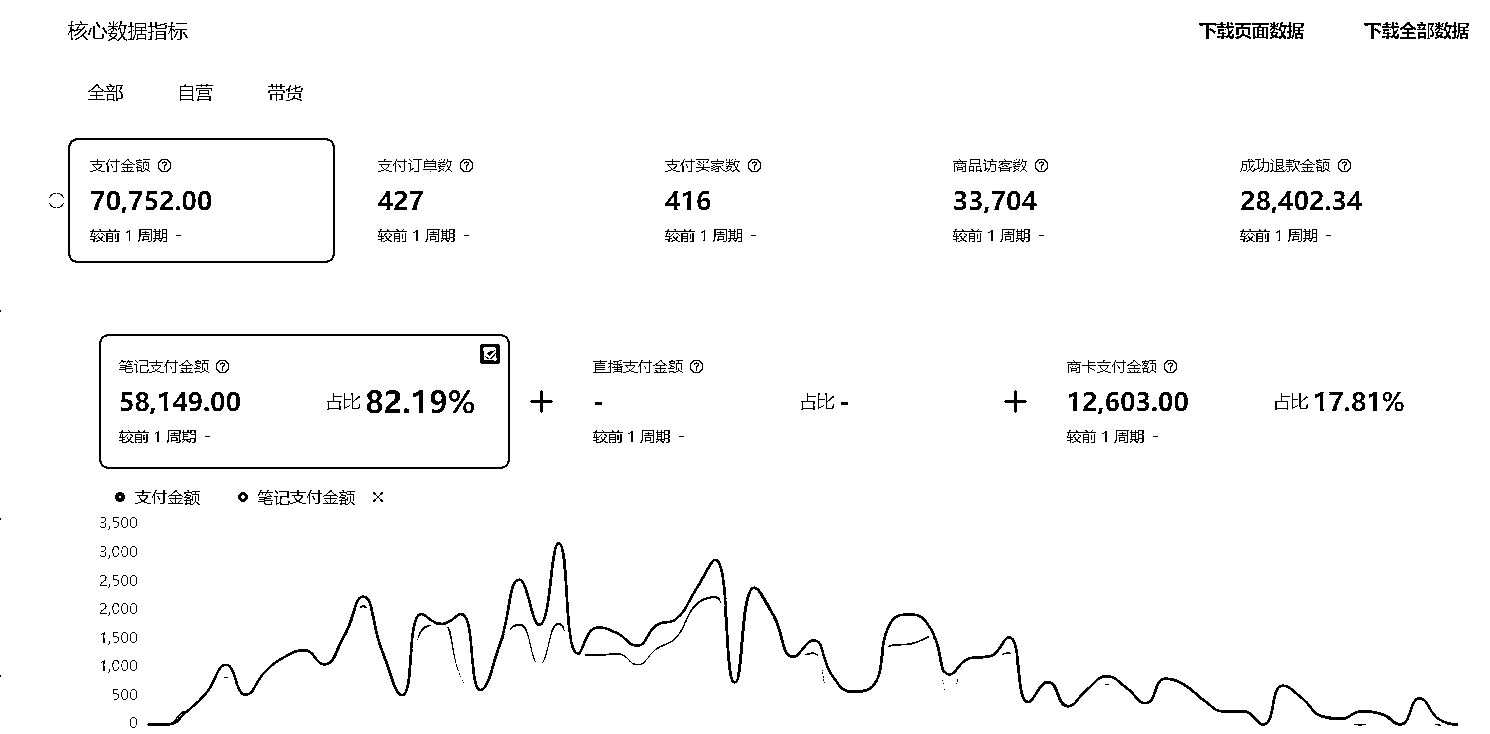 核心数据指标 下载页面数据 下载全部数据
全部 自营 带货
支付金额 支付订单数 支付买家数 商品访客数 成功退款金额
70,752.00 427 416 33,704 28,402.34
较前 1 周期 - 较前 1 周期 - 较前 1 周期 - 较前 1 周期 - 较前 1 周期 -
笔记支付金额 直播支付金额 商卡支付金额
58,149.00 占比 82.19% + - 占比 - + 12,603.00 占比 17.81%
较前 1 周期 - 较前 1 周期 - 较前 1 周期 -
支付金额 笔记支付金额
3,500
3,000
2,500
2,000
1,500
1,000
500
0